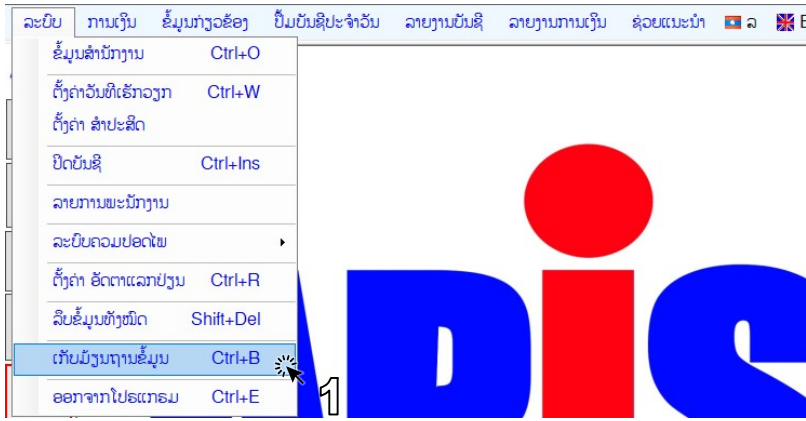 ລະບົບ ການເງິນ ຂໍ້ມູນກ່ຽວຂ້ອງ ປຶ້ມບັນຊີປະຈຳວັນ ລາຍງານບັນຊີ ລາຍງານການເງິນ ຊ່ວຍແນະນຳ ລ E
ຂໍ້ມູນສຳນັກງານ Ctrl+O
ຕັ້ງຄ່າວັນທີເຮັກວຽກ Ctrl+W
ຕັ້ງຄ່າ ສຳປະສິດ
ປິດບັນຊີ Ctrl+Ins
ລາຍການພະນັກງານ
ລະບົບຄວາມປອດໄພ
ຕັ້ງຄ່າ ອັດຕາແລກປ່ຽນ Ctrl+R
ລຶບຂໍ້ມູນທັງໝົດ Shift+Del
ເກັບມ້ຽນຖານຂໍ້ມູນ Ctrl+B
ອອກຈາກໂປຣແກຣມ Ctrl+E
1
APiS